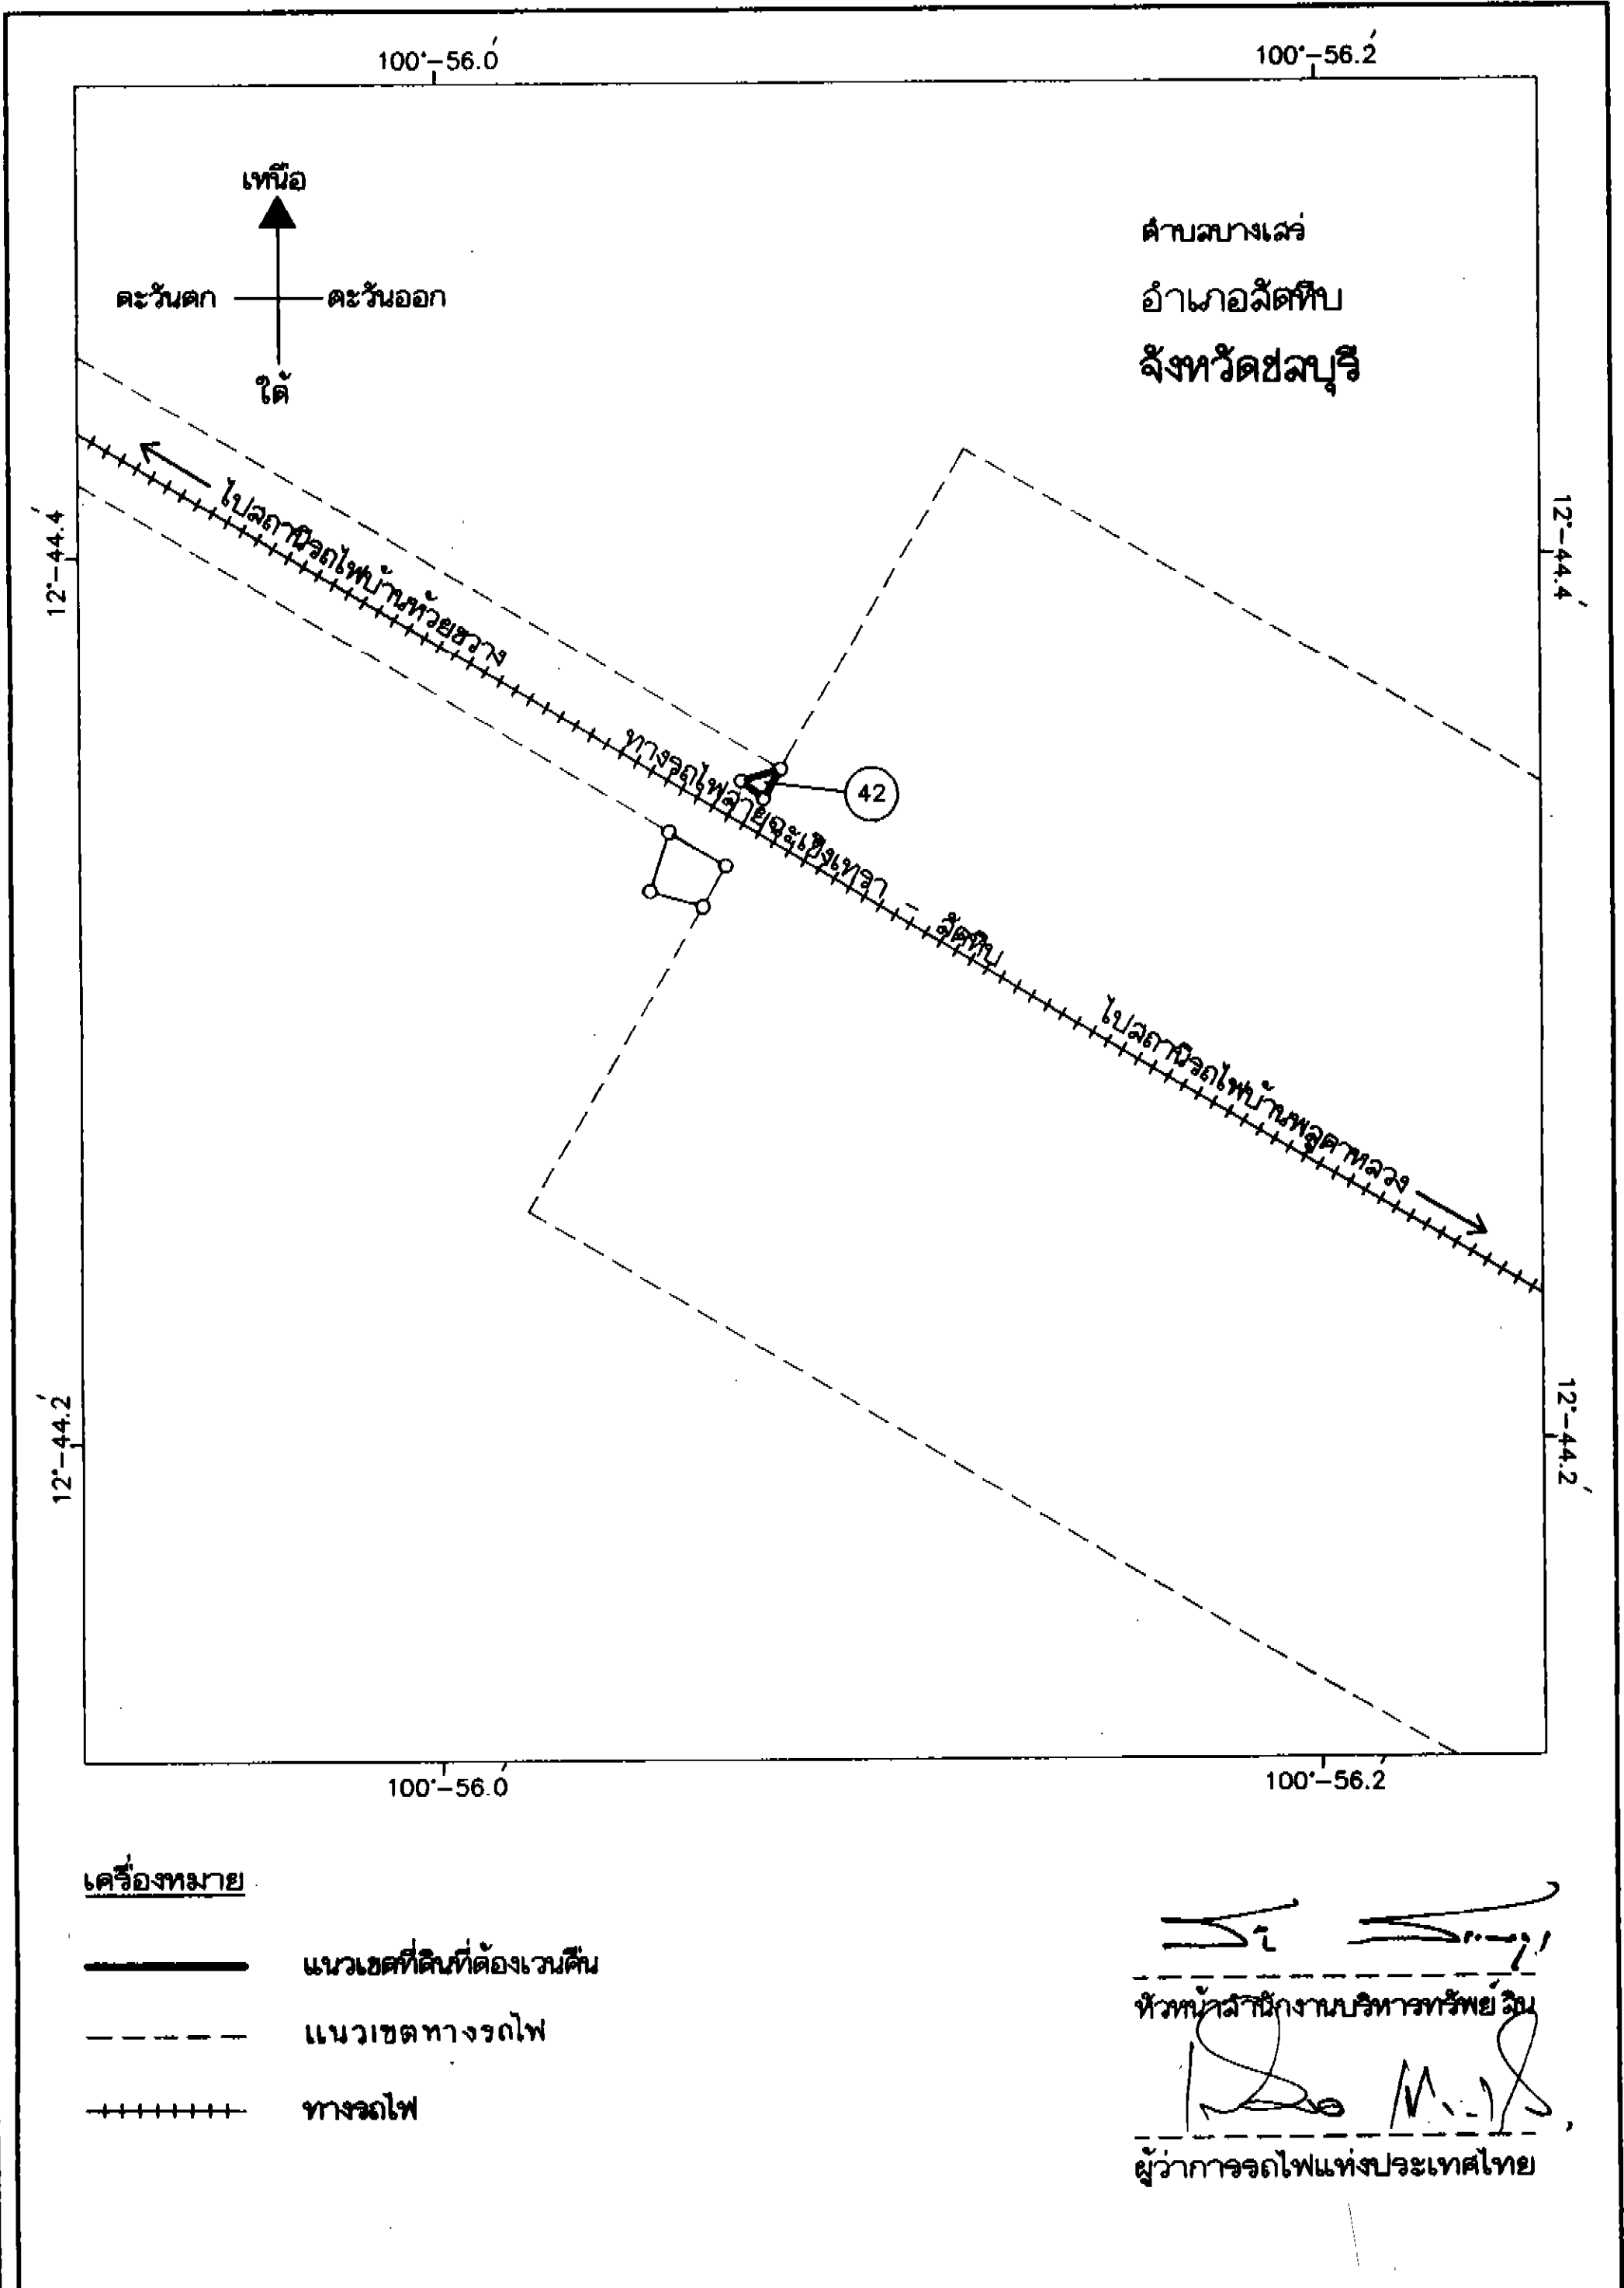 100°-56.0′
100°-56.2′
เหนือ
ตะวันตก
ตะวันออก
ใต้
ตำบลบางเสร่
อำเภอสัตหีบ
จังหวัดชลบุรี
12°-44.4′
12°-44.4′
ไปสถานีรถไฟบ้านห้วยขวาง
ทางรถไฟสายฉะเชิงเทรา - สัตหีบ
42
ไปสถานีรถไฟบ้านพลูตาหลวง
12°-44.2′
12°-44.2′
100°-56.0′
100°-56.2′
เครื่องหมาย
แนวเขตที่ดินที่ต้องเวนคืน
แนวเขตทางรถไฟ
ทางรถไฟ
หัวหน้าสำนักงานบริหารทรัพย์สิน
ผู้ว่าการรถไฟแห่งประเทศไทย